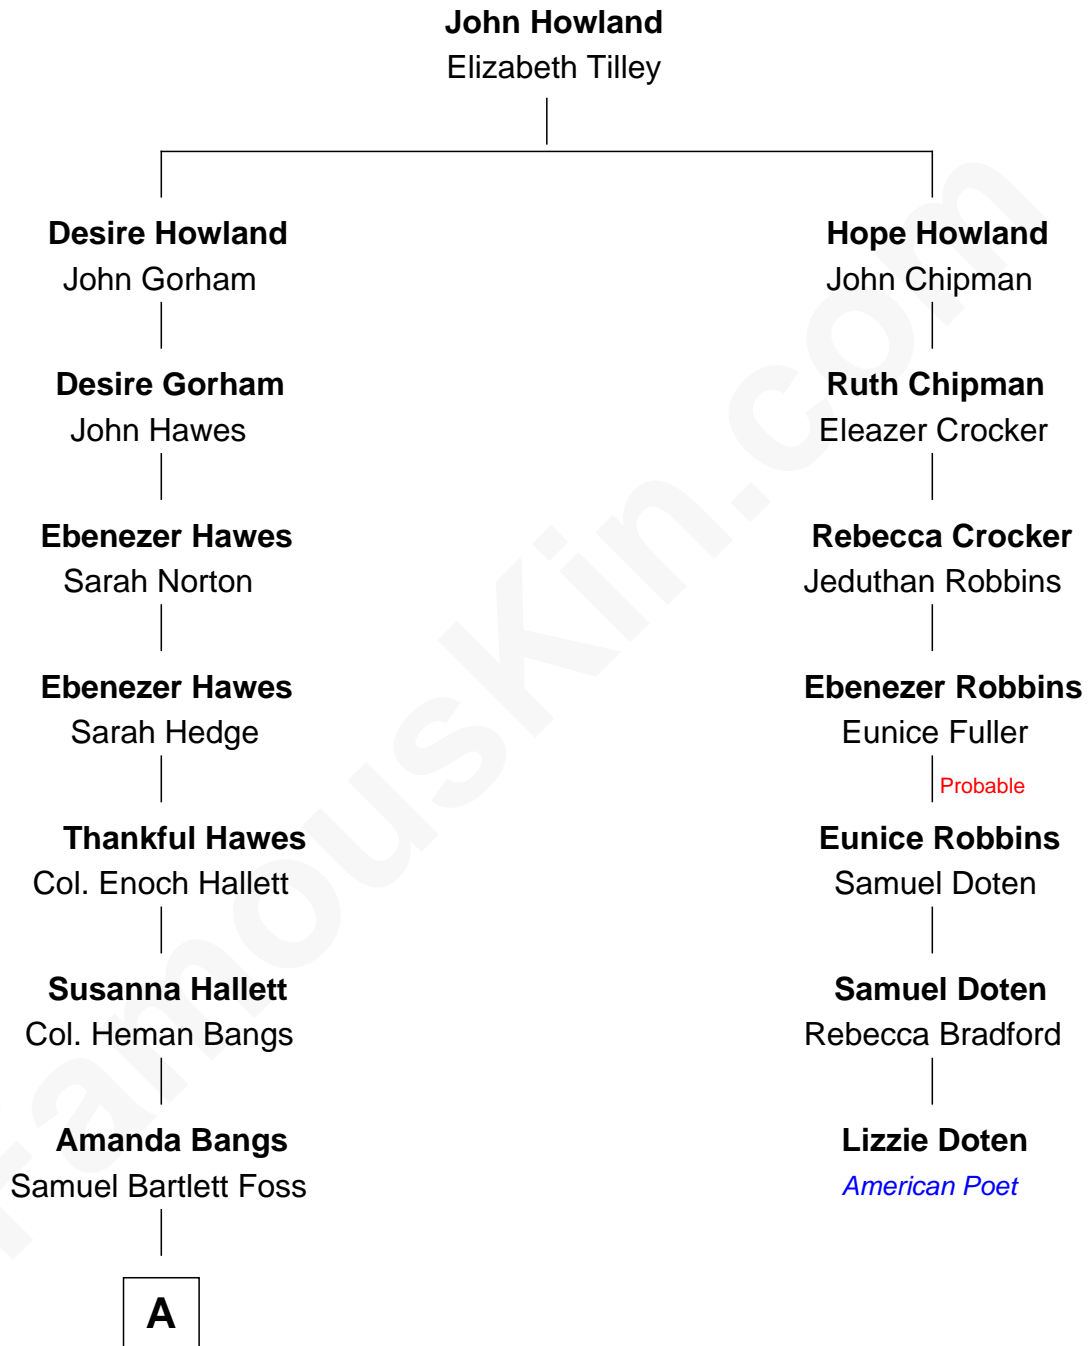 John Howland
Elizabeth Tilley
Desire Howland
John Gorham
Hope Howland
John Chipman
Desire Gorham
John Hawes
Ruth Chipman
Eleazer Crocker
Ebenezer Hawes
Sarah Norton
Rebecca Crocker
Jeduthan Robbins
Ebenezer Hawes
Sarah Hedge
Ebenezer Robbins
Eunice Fuller
Probable
Thankful Hawes
Col. Enoch Hallett
Eunice Robbins
Samuel Doten
Susanna Hallett
Col. Heman Bangs
Samuel Doten
Rebecca Bradford
Amanda Bangs
Samuel Bartlett Foss
Lizzie Doten
American Poet
A
FamousKin.com